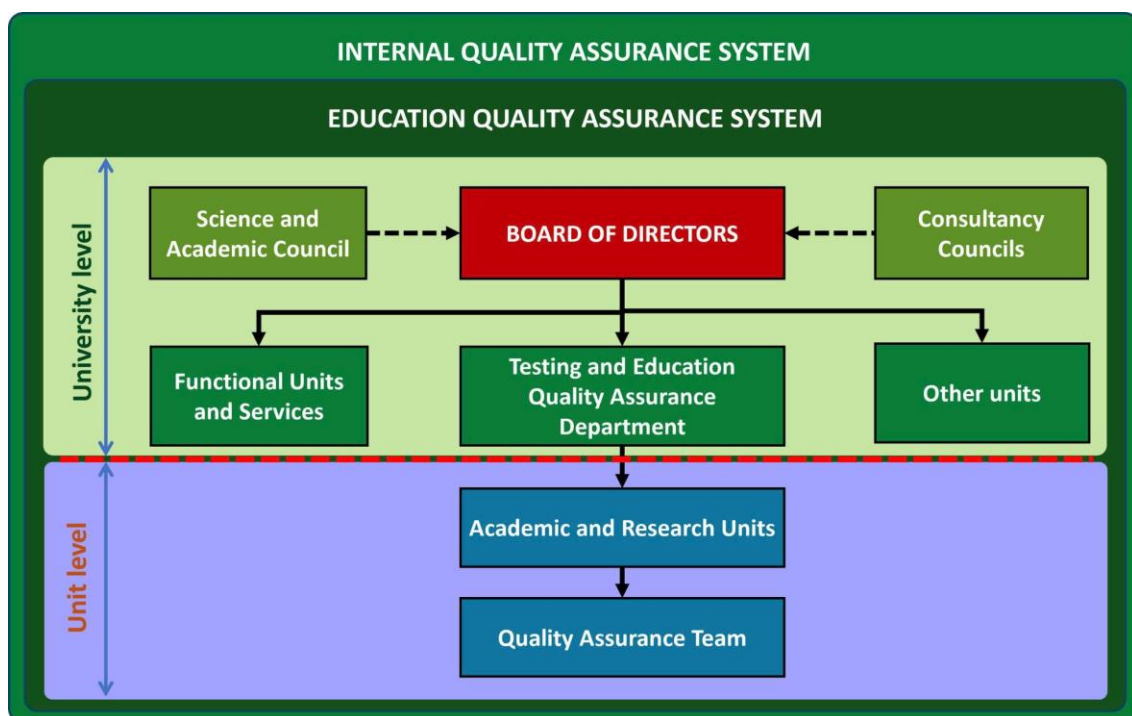 INTERNAL QUALITY ASSURANCE SYSTEM
EDUCATION QUALITY ASSURANCE SYSTEM
University level
Science and
Academic Council
BOARD OF DIRECTORS
Consultancy
Councils
Functional Units
and Services
Testing and Education
Quality Assurance
Department
Other units
Unit level
Academic and Research Units
Quality Assurance Team